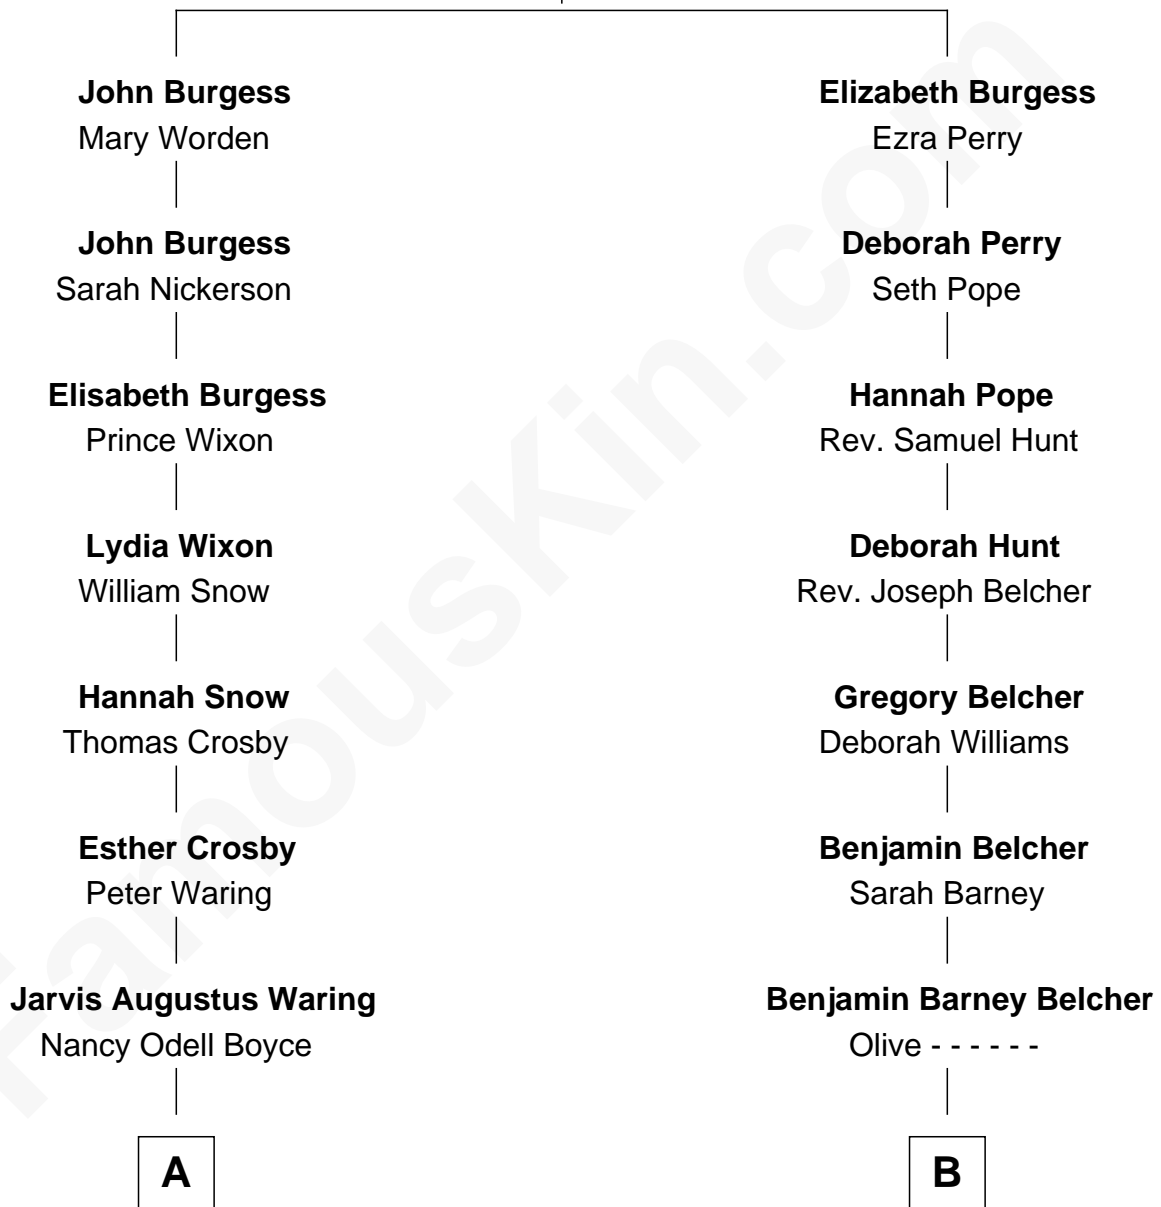 John Burgess
Mary Worden
Elizabeth Burgess
Ezra Perry
John Burgess
Sarah Nickerson
Deborah Perry
Seth Pope
Elisabeth Burgess
Prince Wixon
Hannah Pope
Rev. Samuel Hunt
Lydia Wixon
William Snow
Deborah Hunt
Rev. Joseph Belcher
Hannah Snow
Thomas Crosby
Gregory Belcher
Deborah Williams
Esther Crosby
Peter Waring
Benjamin Belcher
Sarah Barney
Jarvis Augustus Waring
Nancy Odell Boyce
Benjamin Barney Belcher
Olive - - - - - -
A
B
FamousKin.com